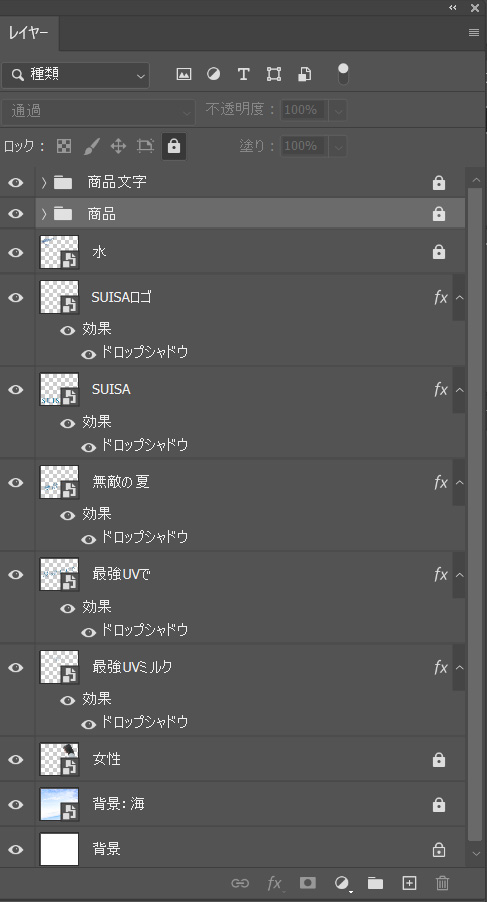 レイヤー
種類
通過
不透明度： 100%
ロック：
塗り： 100%
商品文字
商品
水
SUISAロゴ
fx
効果
ドロップシャドウ
SUISA
fx
効果
ドロップシャドウ
無敵の夏
fx
効果
ドロップシャドウ
最強UVで
fx
効果
ドロップシャドウ
最強UVミルク
fx
効果
ドロップシャドウ
女性
背景: 海
背景
fx